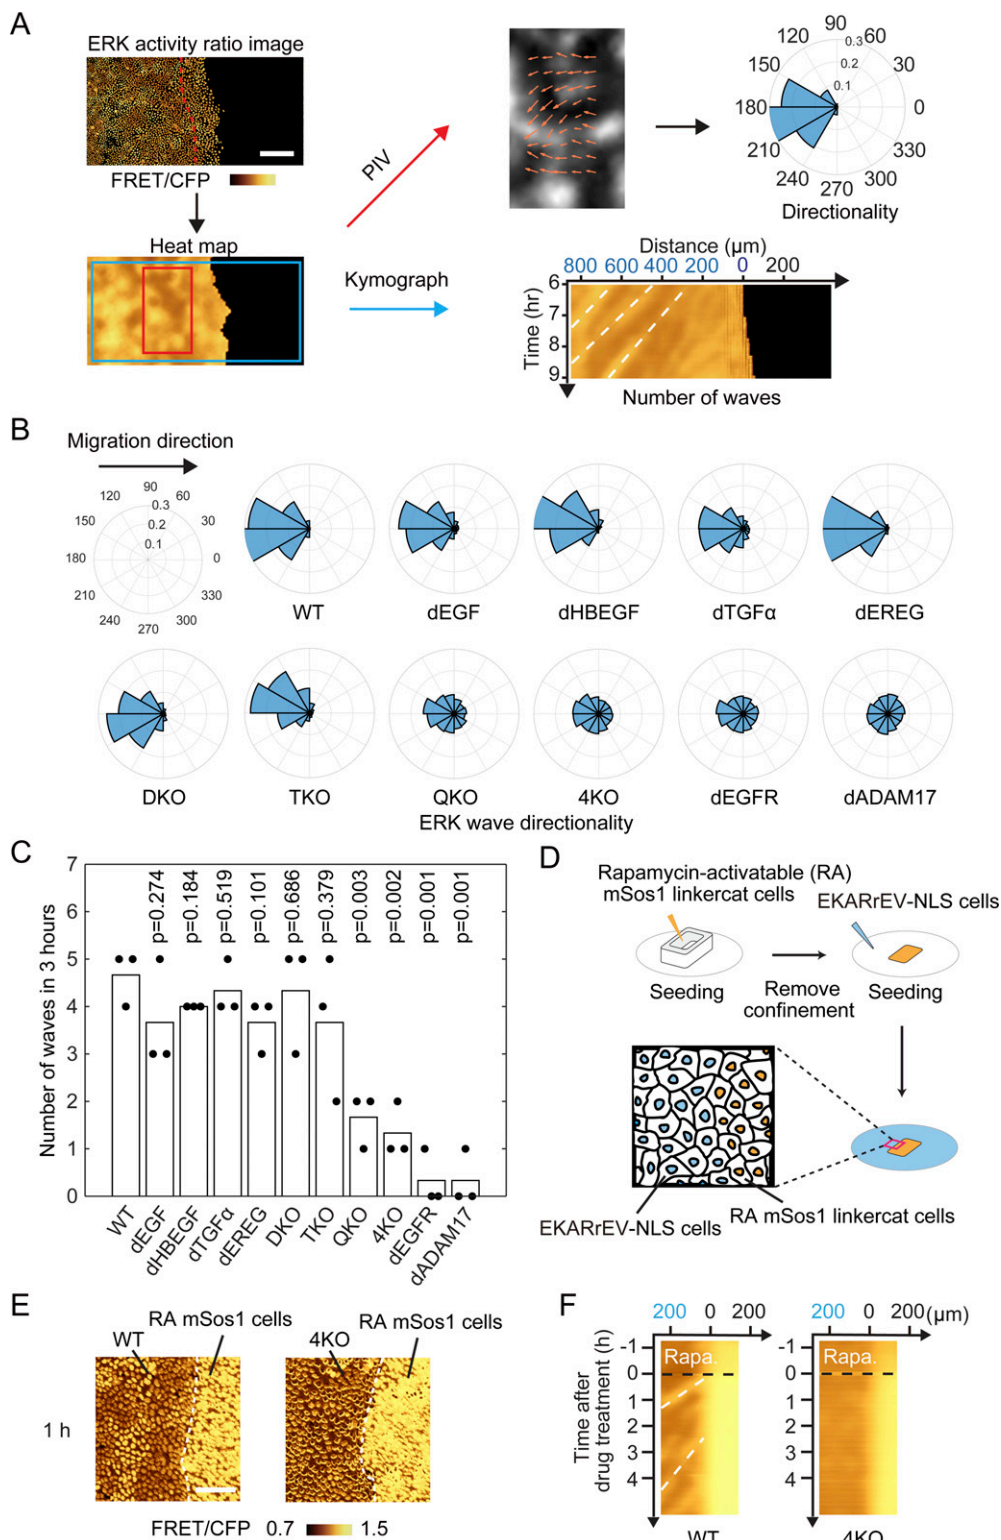 A
ERK activity ratio image
FRET/CFP
Heat map
PIV
Kymograph
90
120 60
0.3
0.2
150 30
0.1
180 0
210 330
240 300
270
Directionality
Distance (μm)
800 600 400 200 0 200
Time (hr)
6
7
8
9
Number of waves
B
Migration direction
90
120 60
0.3
150 0.2 30
0.1
180 0
210 330
240 300
270
WT dEGF dHBEGF dTGFα dEREG
DKO TKO QKO 4KO dEGFR dADAM17
ERK wave directionality
C
Number of waves in 3 hours
7
6
5
4
3
2
1
0
p=0.274
p=0.184
p=0.519
p=0.101
p=0.686
p=0.379
p=0.003
p=0.002
p=0.001
p=0.001
WT
dEGF
dHBEGF
dTGFα
dEREG
DKO
TKO
QKO
4KO
dEGFR
dADAM17
D
Rapamycin-activatable (RA)
mSos1 linkercat cells
EKARrEV-NLS cells
Seeding
Remove
confinement
Seeding
EKARrEV-NLS cells
RA mSos1 linkercat cells
E
RA mSos1 cells
WT
RA mSos1 cells
4KO
1 h
FRET/CFP 0.7 1.5
F
200 0 200
200 0 200 (μm)
Time after
drug treatment (h)
-1
0
1
2
3
4
Rapa.
WT
-1
0
1
2
3
4
Rapa.
4KO